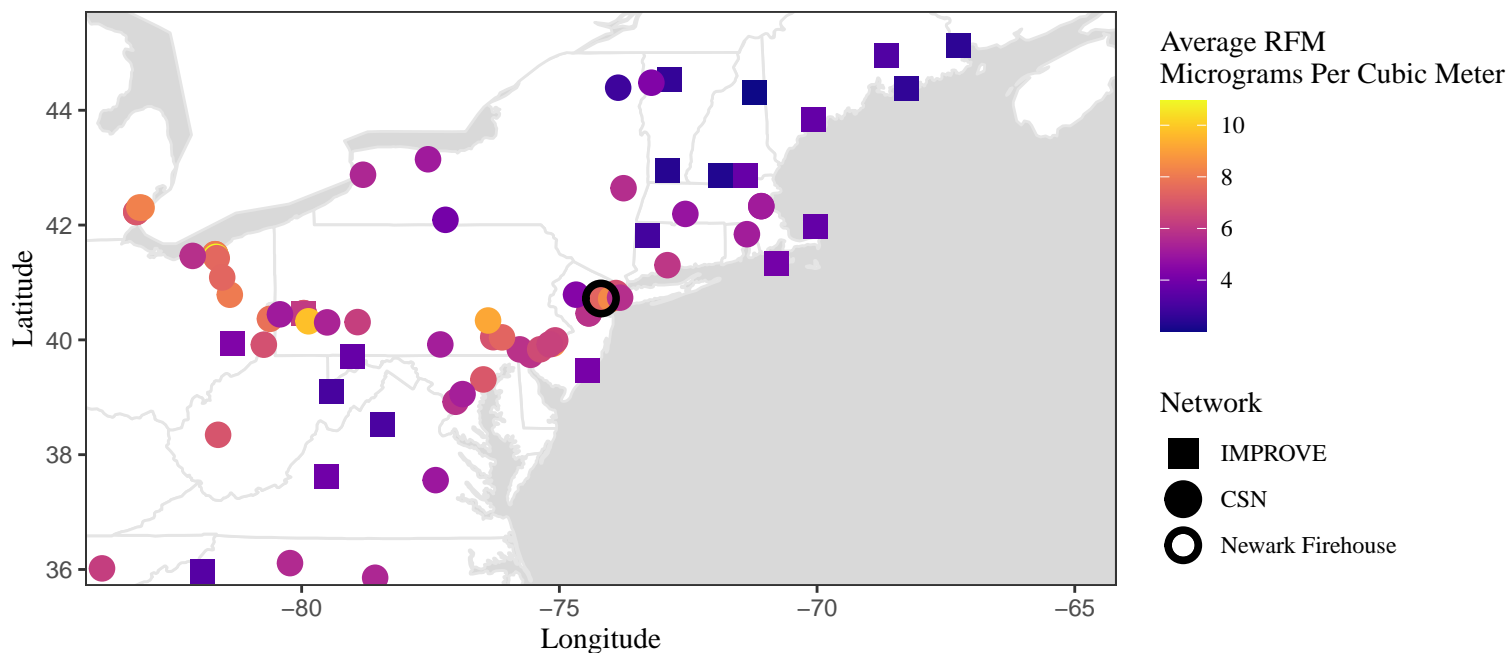 Average RFM
Micrograms Per Cubic Meter
10
8
6
4
Network
IMPROVE
CSN
Newark Firehouse
Latitude
44
42
40
38
36
−80
−75
−70
−65
Longitude